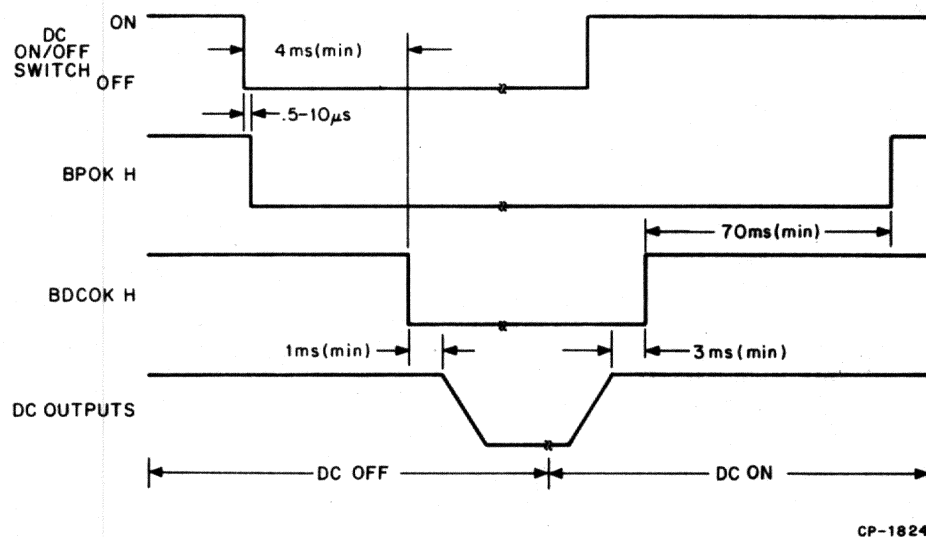 ON
DC
ON/OFF
SWITCH
OFF
4ms(min)
.5-10μs
BPOK H
70ms(min)
BDCOK H
1ms(min)
3ms(min)
DC OUTPUTS
DC OFF
DC ON
CP-1824